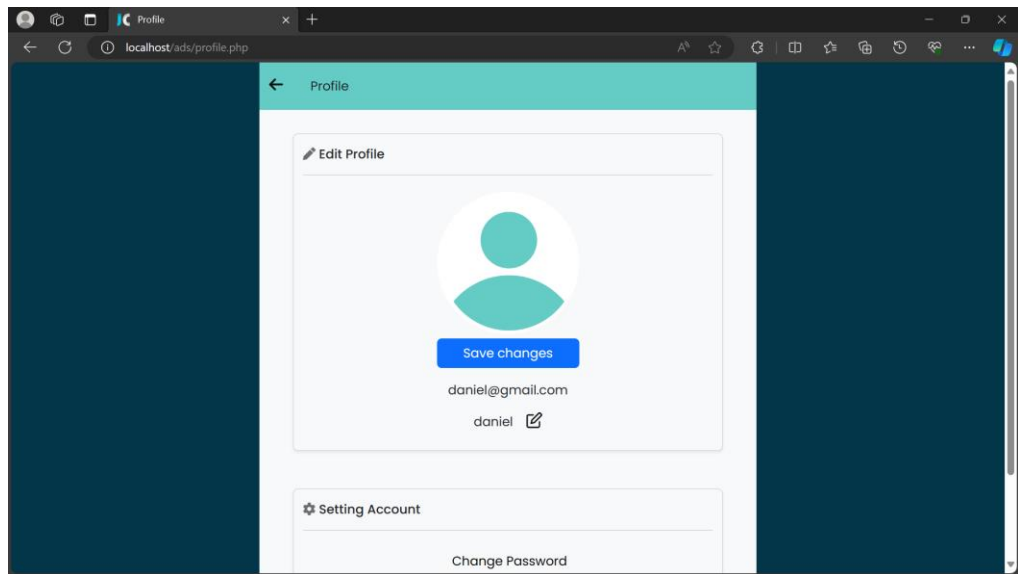 Profile
localhost/ads/profile.php
Profile
Edit Profile
Save changes
daniel@gmail.com
daniel
Setting Account
Change Password